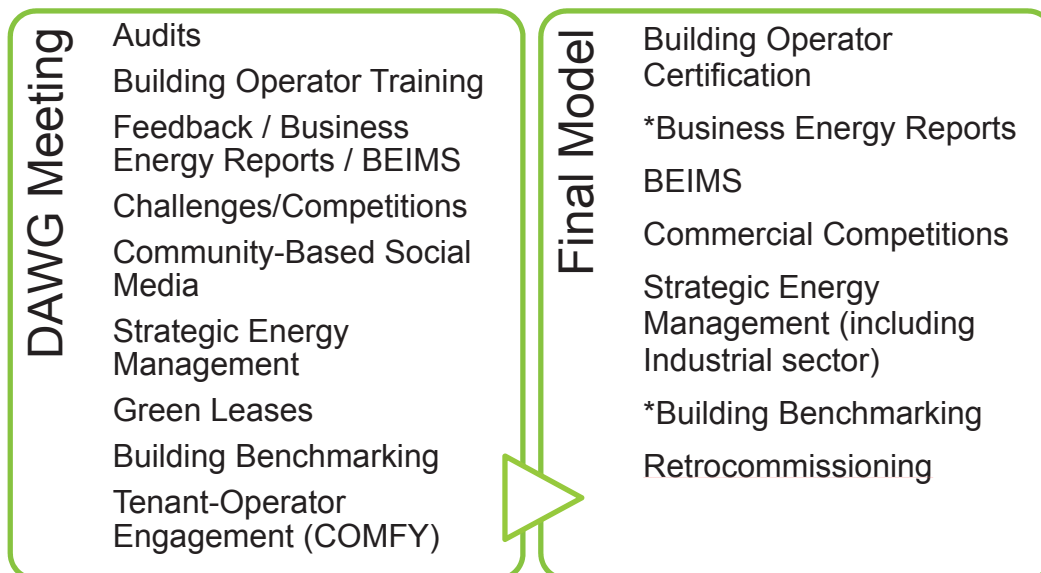 DAWG Meeting
Audits
Building Operator Training
Feedback / Business
Energy Reports / BEIMS
Challenges/Competitions
Community-Based Social
Media
Strategic Energy
Management
Green Leases
Building Benchmarking
Tenant-Operator
Engagement (COMFY)
Final Model
Building Operator
Certification
*Business Energy Reports
BEIMS
Commercial Competitions
Strategic Energy
Management (including
Industrial sector)
*Building Benchmarking
Retrocommissioning